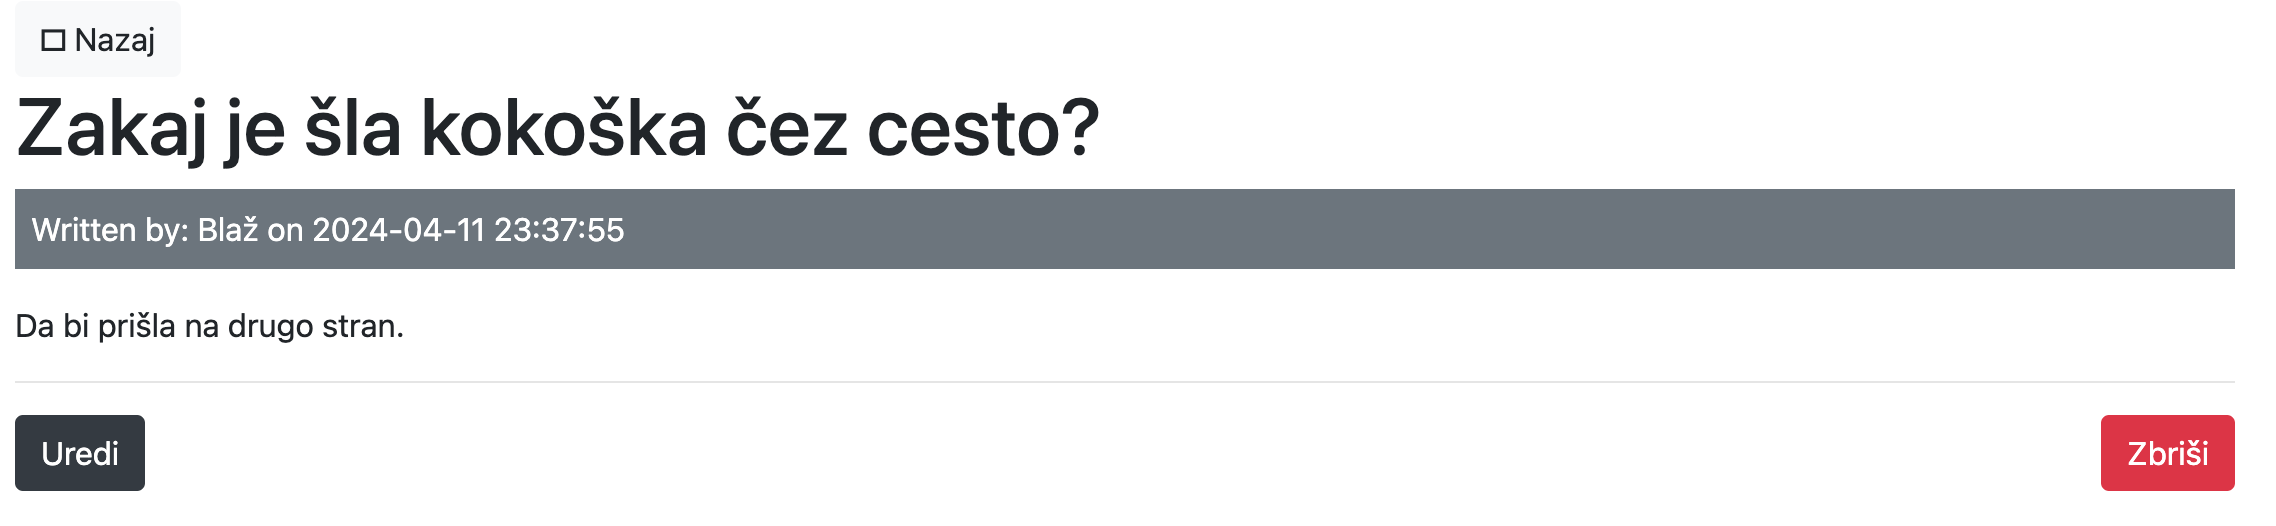 Nazaj
Zakaj je šla kokoška čez cesto?
Written by: Blaž on 2024-04-11 23:37:55
Da bi prišla na drugo stran.
Uredi
Zbriši